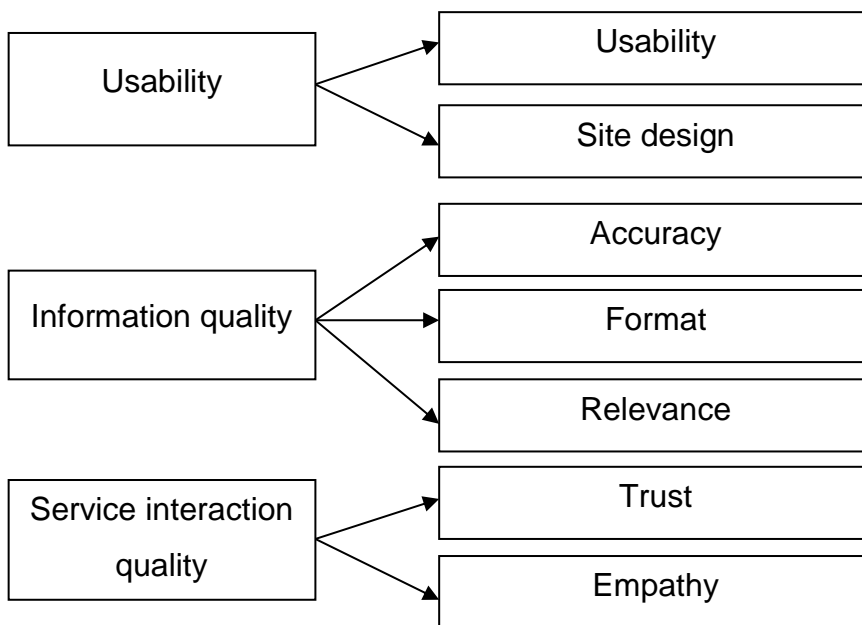 Usability
Usability
Site design
Information quality
Accuracy
Format
Relevance
Service interaction
quality
Trust
Empathy